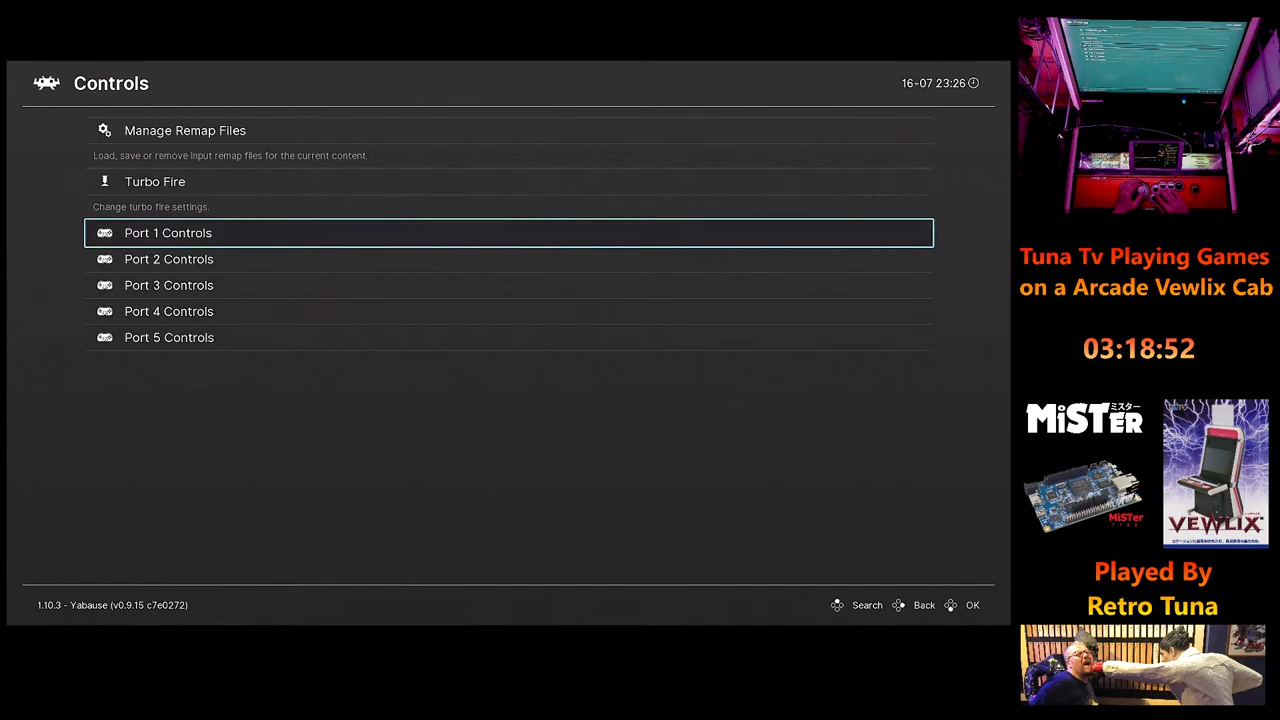 Controls
16-07 23:26
Manage Remap Files
Load, save or remove input remap files for the current content.
Turbo Fire
Change turbo fire settings.
Port 1 Controls
Port 2 Controls
Port 3 Controls
Port 4 Controls
Port 5 Controls
1.10.3 - Yabause (v0.9.15 c7e0272)
Search
Back
OK
Tuna Tv Playing Games
on a Arcade Vewlix Cab
03:18:52
MiSTER
ミスター
MiSTer
VEWLIX
Played By
Retro Tuna